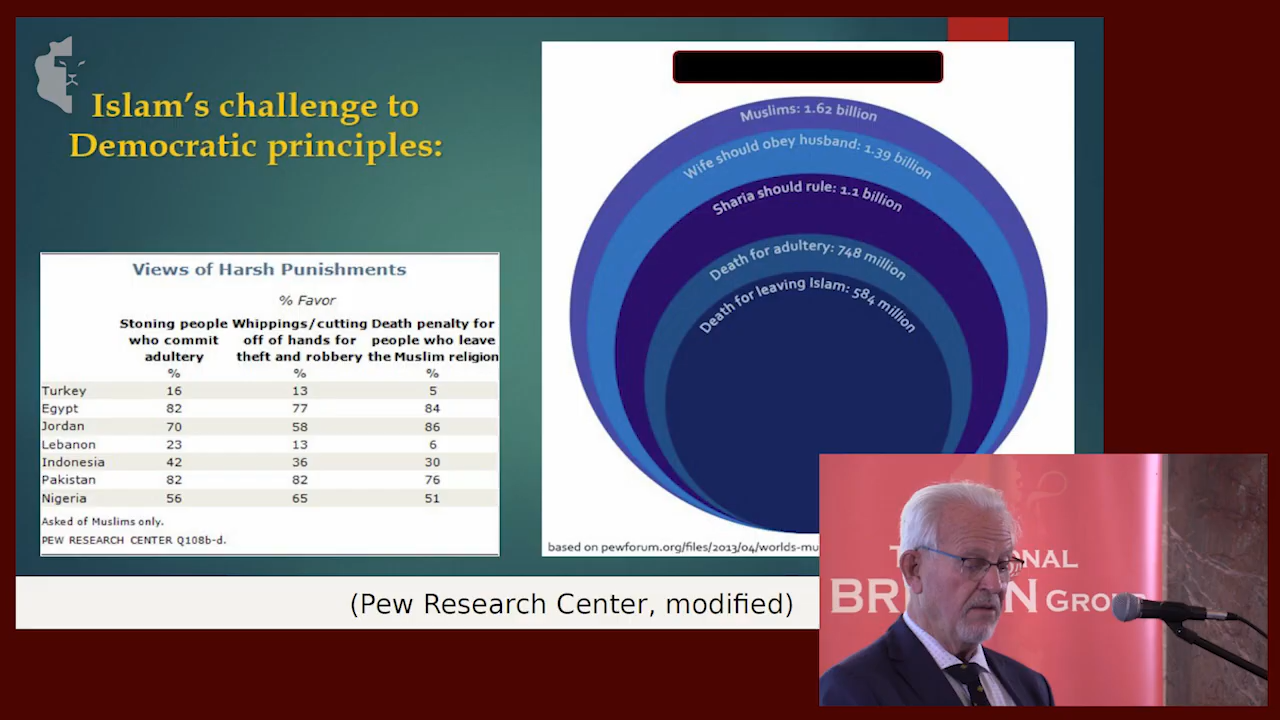 Islam's challenge to
Democratic principles:
Views of Harsh Punishments
% Favor
Stoning people who commit adultery
Whippings/cutting off of hands for theft and robbery
Death penalty for people who leave the Muslim religion
% % %
Turkey 16 13 5
Egypt 82 77 84
Jordan 70 58 86
Lebanon 23 13 6
Indonesia 42 36 30
Pakistan 82 82 76
Nigeria 56 65 51
Asked of Muslims only.
PEW RESEARCH CENTER Q108b-d.
Muslims: 1.62 billion
Wife should obey husband: 1.39 billion
Sharia should rule: 1.1 billion
Death for adultery: 748 million
Death for leaving Islam: 584 million
based on pewforum.org/files/2013/04/worlds-mu
(Pew Research Center, modified)
GROUP